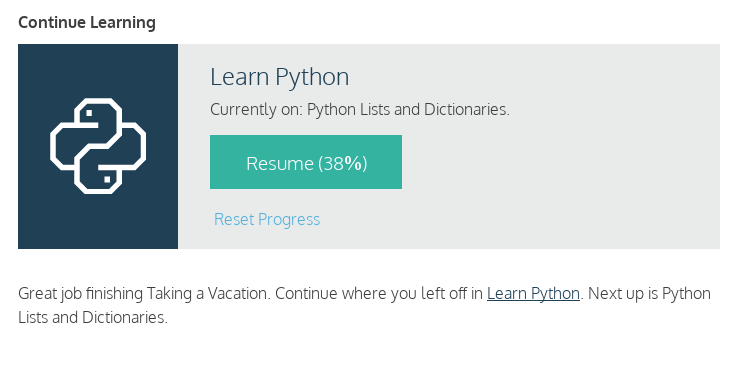 Continue Learning
Learn Python
Currently on: Python Lists and Dictionaries.
Resume (38%)
Reset Progress
Great job finishing Taking a Vacation. Continue where you left off in Learn Python. Next up is Python
Lists and Dictionaries.